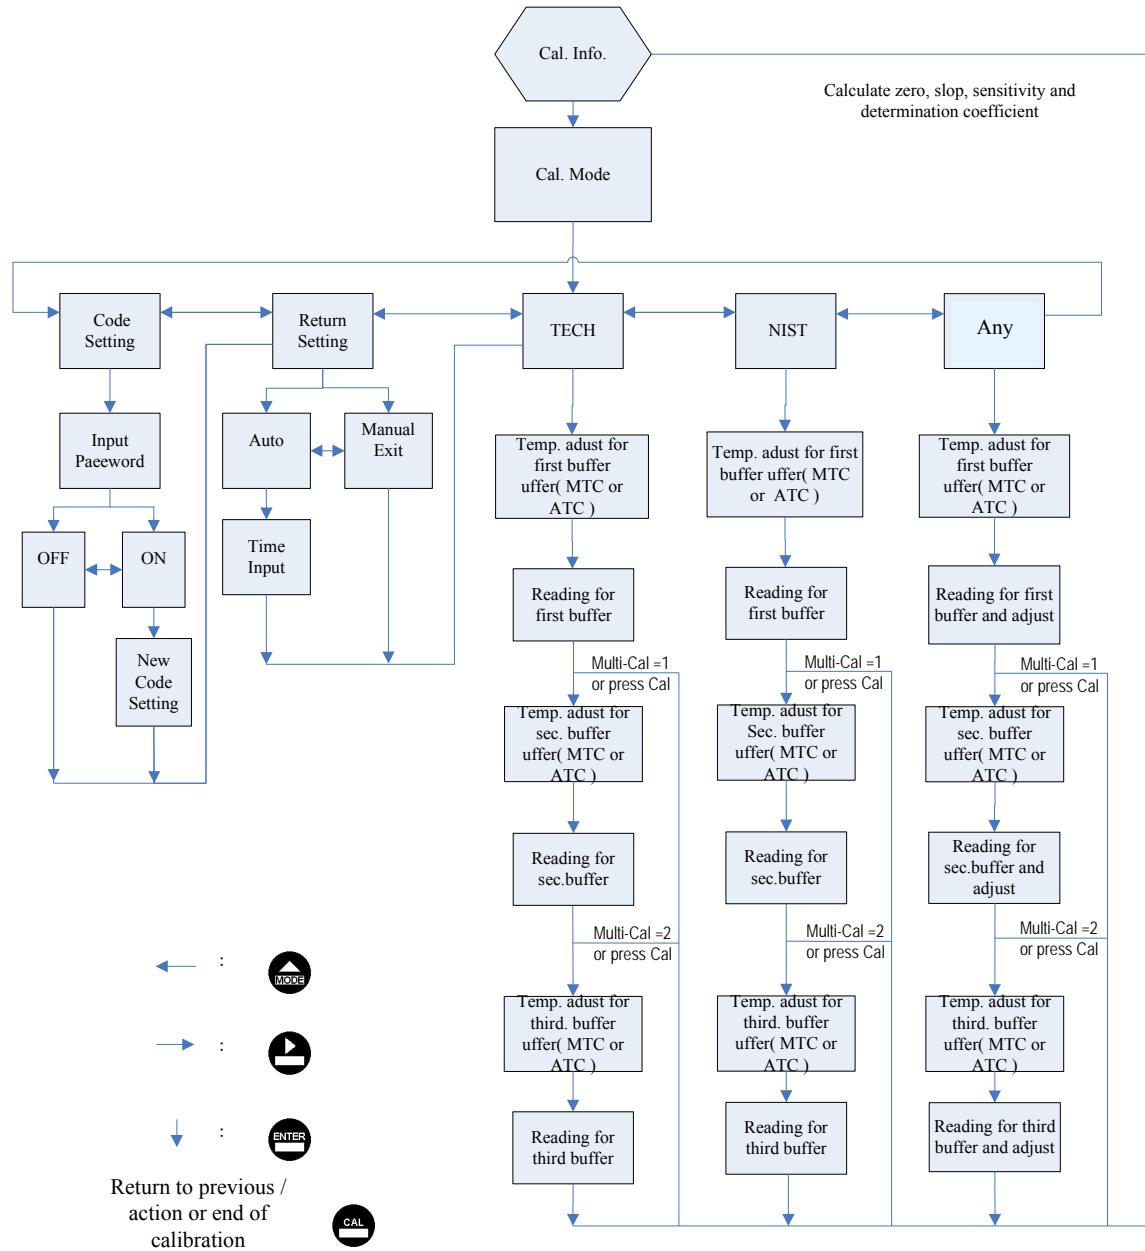 Cal. Info.
Calculate zero, slop, sensitivity and
determination coefficient
Cal. Mode
Code
Setting
Return
Setting
TECH
NIST
Any
Input
Paeeword
Auto
Manual
Exit
OFF
ON
Time
Input
New
Code
Setting
Temp. adust for
first buffer
uffer( MTC or
ATC )
Reading for
first buffer
Multi-Cal =1
or press Cal
Temp. adust for
sec. buffer
uffer( MTC or
ATC )
Reading for
sec.buffer
Multi-Cal =2
or press Cal
Temp. adust for
third. buffer
uffer( MTC or
ATC )
Reading for
third buffer
Temp. adust for first
buffer uffer( MTC
or ATC )
Reading for
first buffer
Multi-Cal =1
or press Cal
Temp. adust for
Sec. buffer
uffer( MTC or
ATC )
Reading for
sec.buffer
Multi-Cal =2
or press Cal
Temp. adust for
third. buffer
uffer( MTC or
ATC )
Reading for
third buffer
Temp. adust for
first buffer
uffer( MTC or
ATC )
Reading for first
buffer and adjust
Multi-Cal =1
or press Cal
Temp. adust for
sec. buffer
uffer( MTC or
ATC )
Reading for
sec.buffer and
adjust
Multi-Cal =2
or press Cal
Temp. adust for
third. buffer
uffer( MTC or
ATC )
Reading for third
buffer and adjust
:
MODE
:
:
ENTER
Return to previous /
action or end of
calibration
CAL